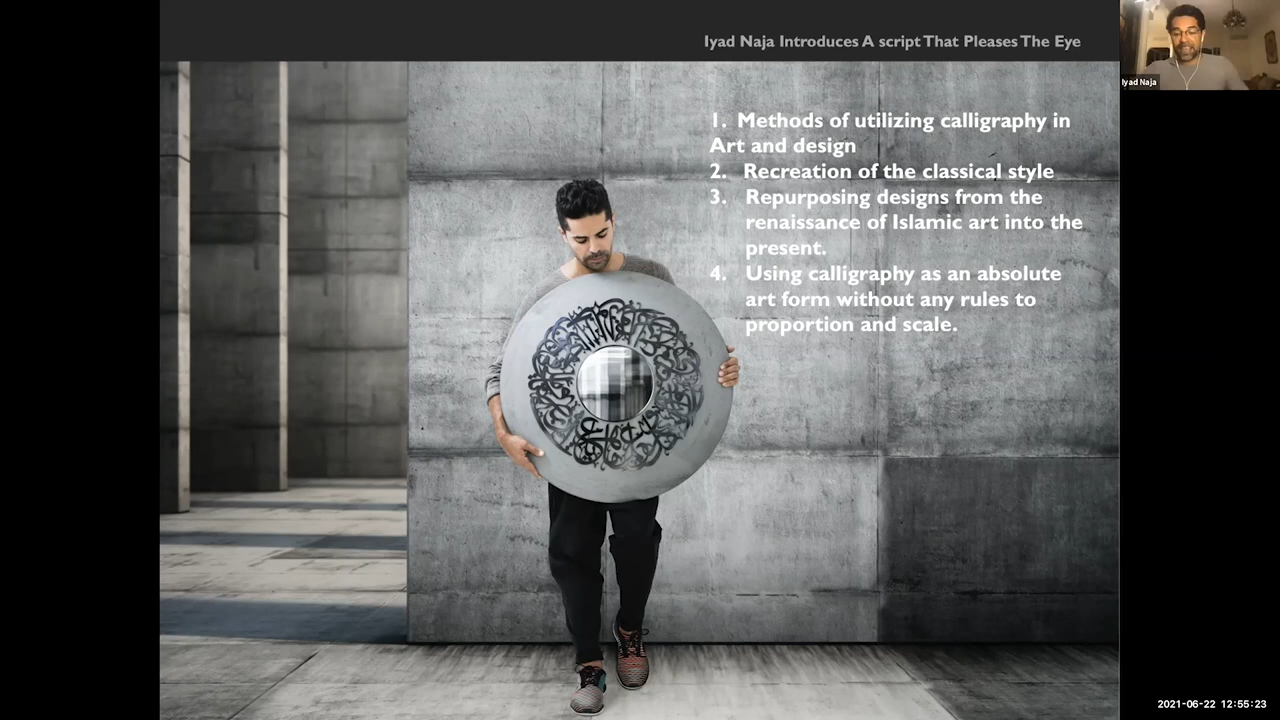 Iyad Naja Introduces A script That Pleases The Eye
1. Methods of utilizing calligraphy in
Art and design
2. Recreation of the classical style
3. Repurposing designs from the
renaissance of Islamic art into the
present.
4. Using calligraphy as an absolute
art form without any rules to
proportion and scale.
Iyad Naja
2021-06-22 12:55:23